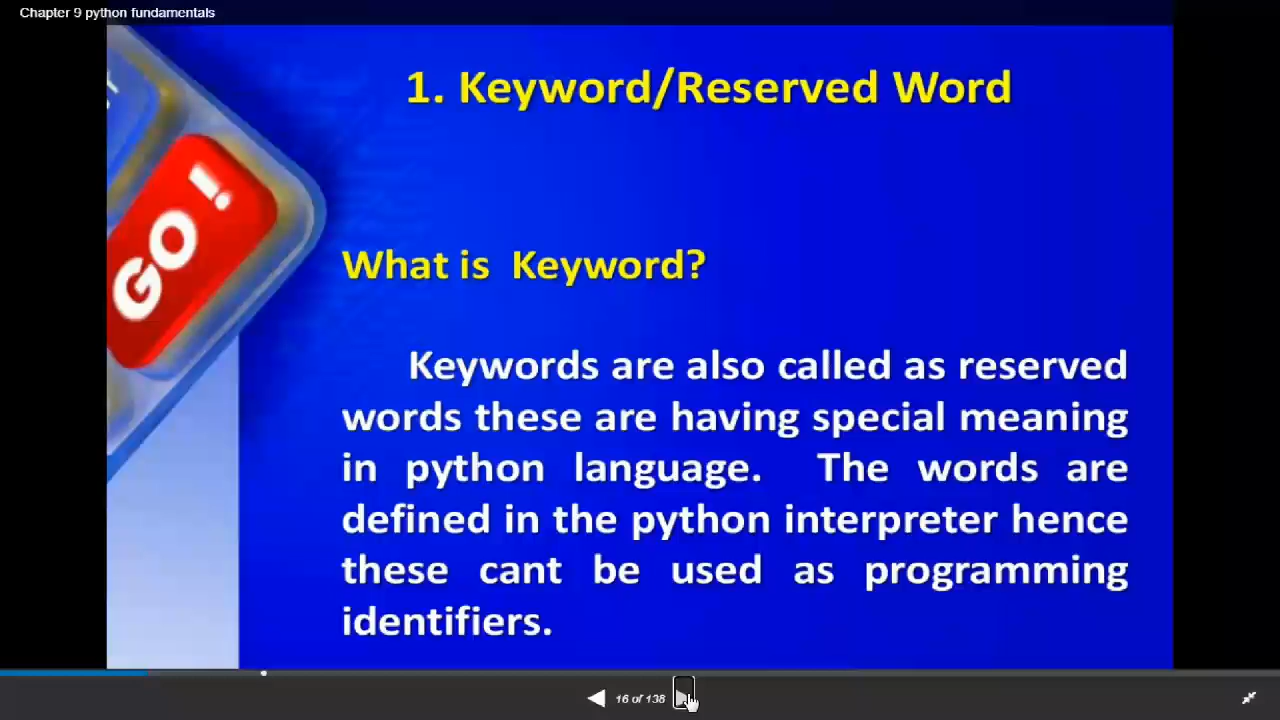 Chapter 9 python fundamentals
1. Keyword/Reserved Word
GO !
What is Keyword?
Keywords are also called as reserved
words these are having special meaning
in python language. The words are
defined in the python interpreter hence
these cant be used as programming
identifiers.
16 of 138